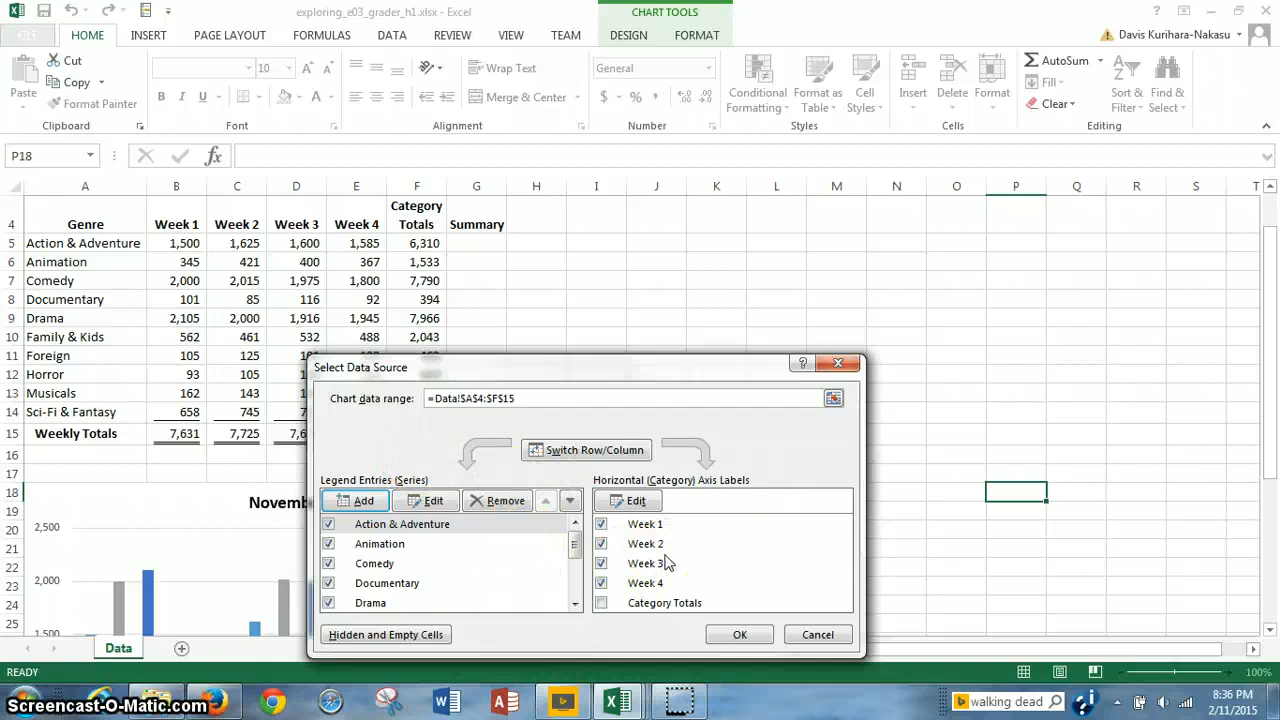 exploring_e03_grader_h1.xlsx - Excel
CHART TOOLS
FILE HOME INSERT PAGE LAYOUT FORMULAS DATA REVIEW VIEW TEAM DESIGN FORMAT Davis Kurihara-Nakasu
Paste Cut Copy Format Painter
Clipboard
10 A A B I U A
Font
Wrap Text Merge & Center
Alignment
General $ % ,
Number
Conditional Formatting Format as Table Cell Styles
Styles
Insert Delete Format
Cells
AutoSum Fill Clear Sort & Filter Find & Select
Editing
P18 fx
A B C D E F G H I J K L M N O P Q R S T
4 Genre Week 1 Week 2 Week 3 Week 4 Category Totals Summary
5 Action & Adventure 1,500 1,625 1,600 1,585 6,310
6 Animation 345 421 400 367 1,533
7 Comedy 2,000 2,015 1,975 1,800 7,790
8 Documentary 101 85 116 92 394
9 Drama 2,105 2,000 1,916 1,945 7,966
10 Family & Kids 562 461 532 488 2,043
11 Foreign 105 125
12 Horror 93 105
13 Musicals 162 143
14 Sci-Fi & Fantasy 658 745
15 Weekly Totals 7,631 7,725
16
17
18
19
20
21
22
23
24
25
2,500
2,000
1,500
Select Data Source
Chart data range: =Data!$A$4:$F$15
Switch Row/Column
Legend Entries (Series) Horizontal (Category) Axis Labels
Add Edit Remove Edit
Action & Adventure Week 1
Animation Week 2
Comedy Week 3
Documentary Week 4
Drama Category Totals
Hidden and Empty Cells OK Cancel
Data
READY 100%
walking dead
8:36 PM
2/11/2015
Screencast-O-Matic.com